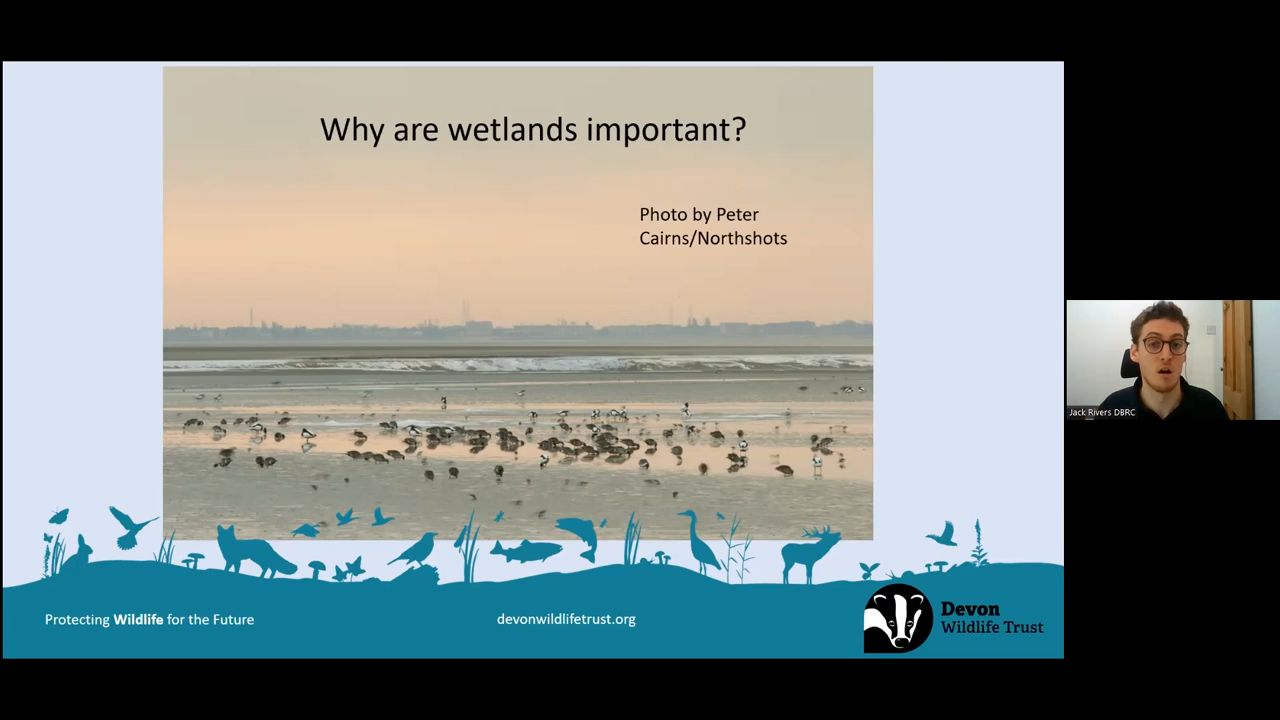 Why are wetlands important?
Photo by Peter
Cairns/Northshots
Jack Rivers DBRC
Protecting Wildlife for the Future
devonwildlifetrust.org
Devon
Wildlife Trust